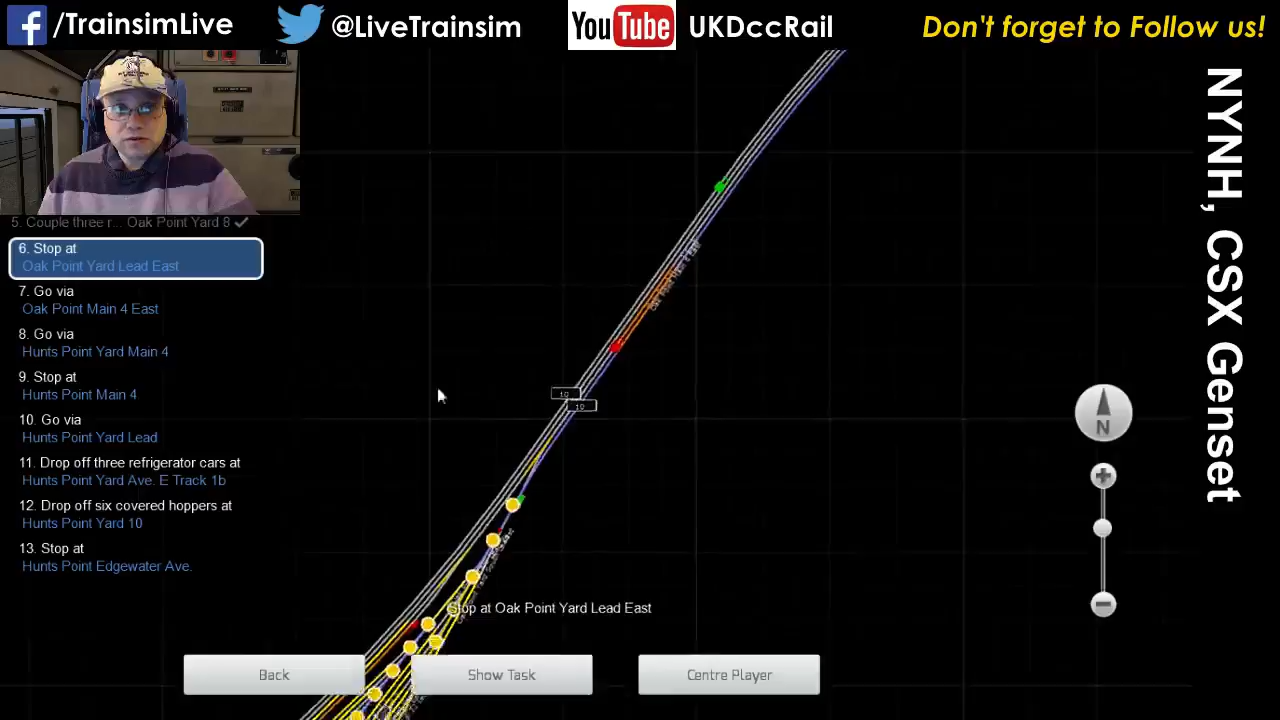 /TrainsimLive
@LiveTrainsim
YouTube
UKDccRail
Don't forget to Follow us!
NYNH, CSX Genset
5. Couple three r... Oak Point Yard 8
6. Stop at
Oak Point Yard Lead East
7. Go via
Oak Point Main 4 East
8. Go via
Hunts Point Yard Main 4
9. Stop at
Hunts Point Main 4
10. Go via
Hunts Point Yard Lead
11. Drop off three refrigerator cars at
Hunts Point Yard Ave. E Track 1b
12. Drop off six covered hoppers at
Hunts Point Yard 10
13. Stop at
Hunts Point Edgewater Ave.
10
10
Stop at Oak Point Yard Lead East
N
Back
Show Task
Centre Player